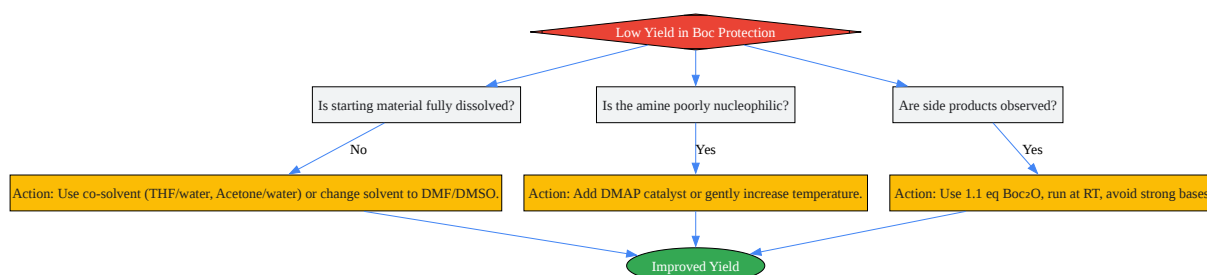 Low Yield in Boc Protection
Is starting material fully dissolved?
Is the amine poorly nucleophilic?
Are side products observed?
No
Yes
Yes
Action: Use co-solvent (THF/water, Acetone/water) or change solvent to DMF/DMSO.
Action: Add DMAP catalyst or gently increase temperature.
Action: Use 1.1 eq Boc₂O, run at RT, avoid strong bases
Improved Yield